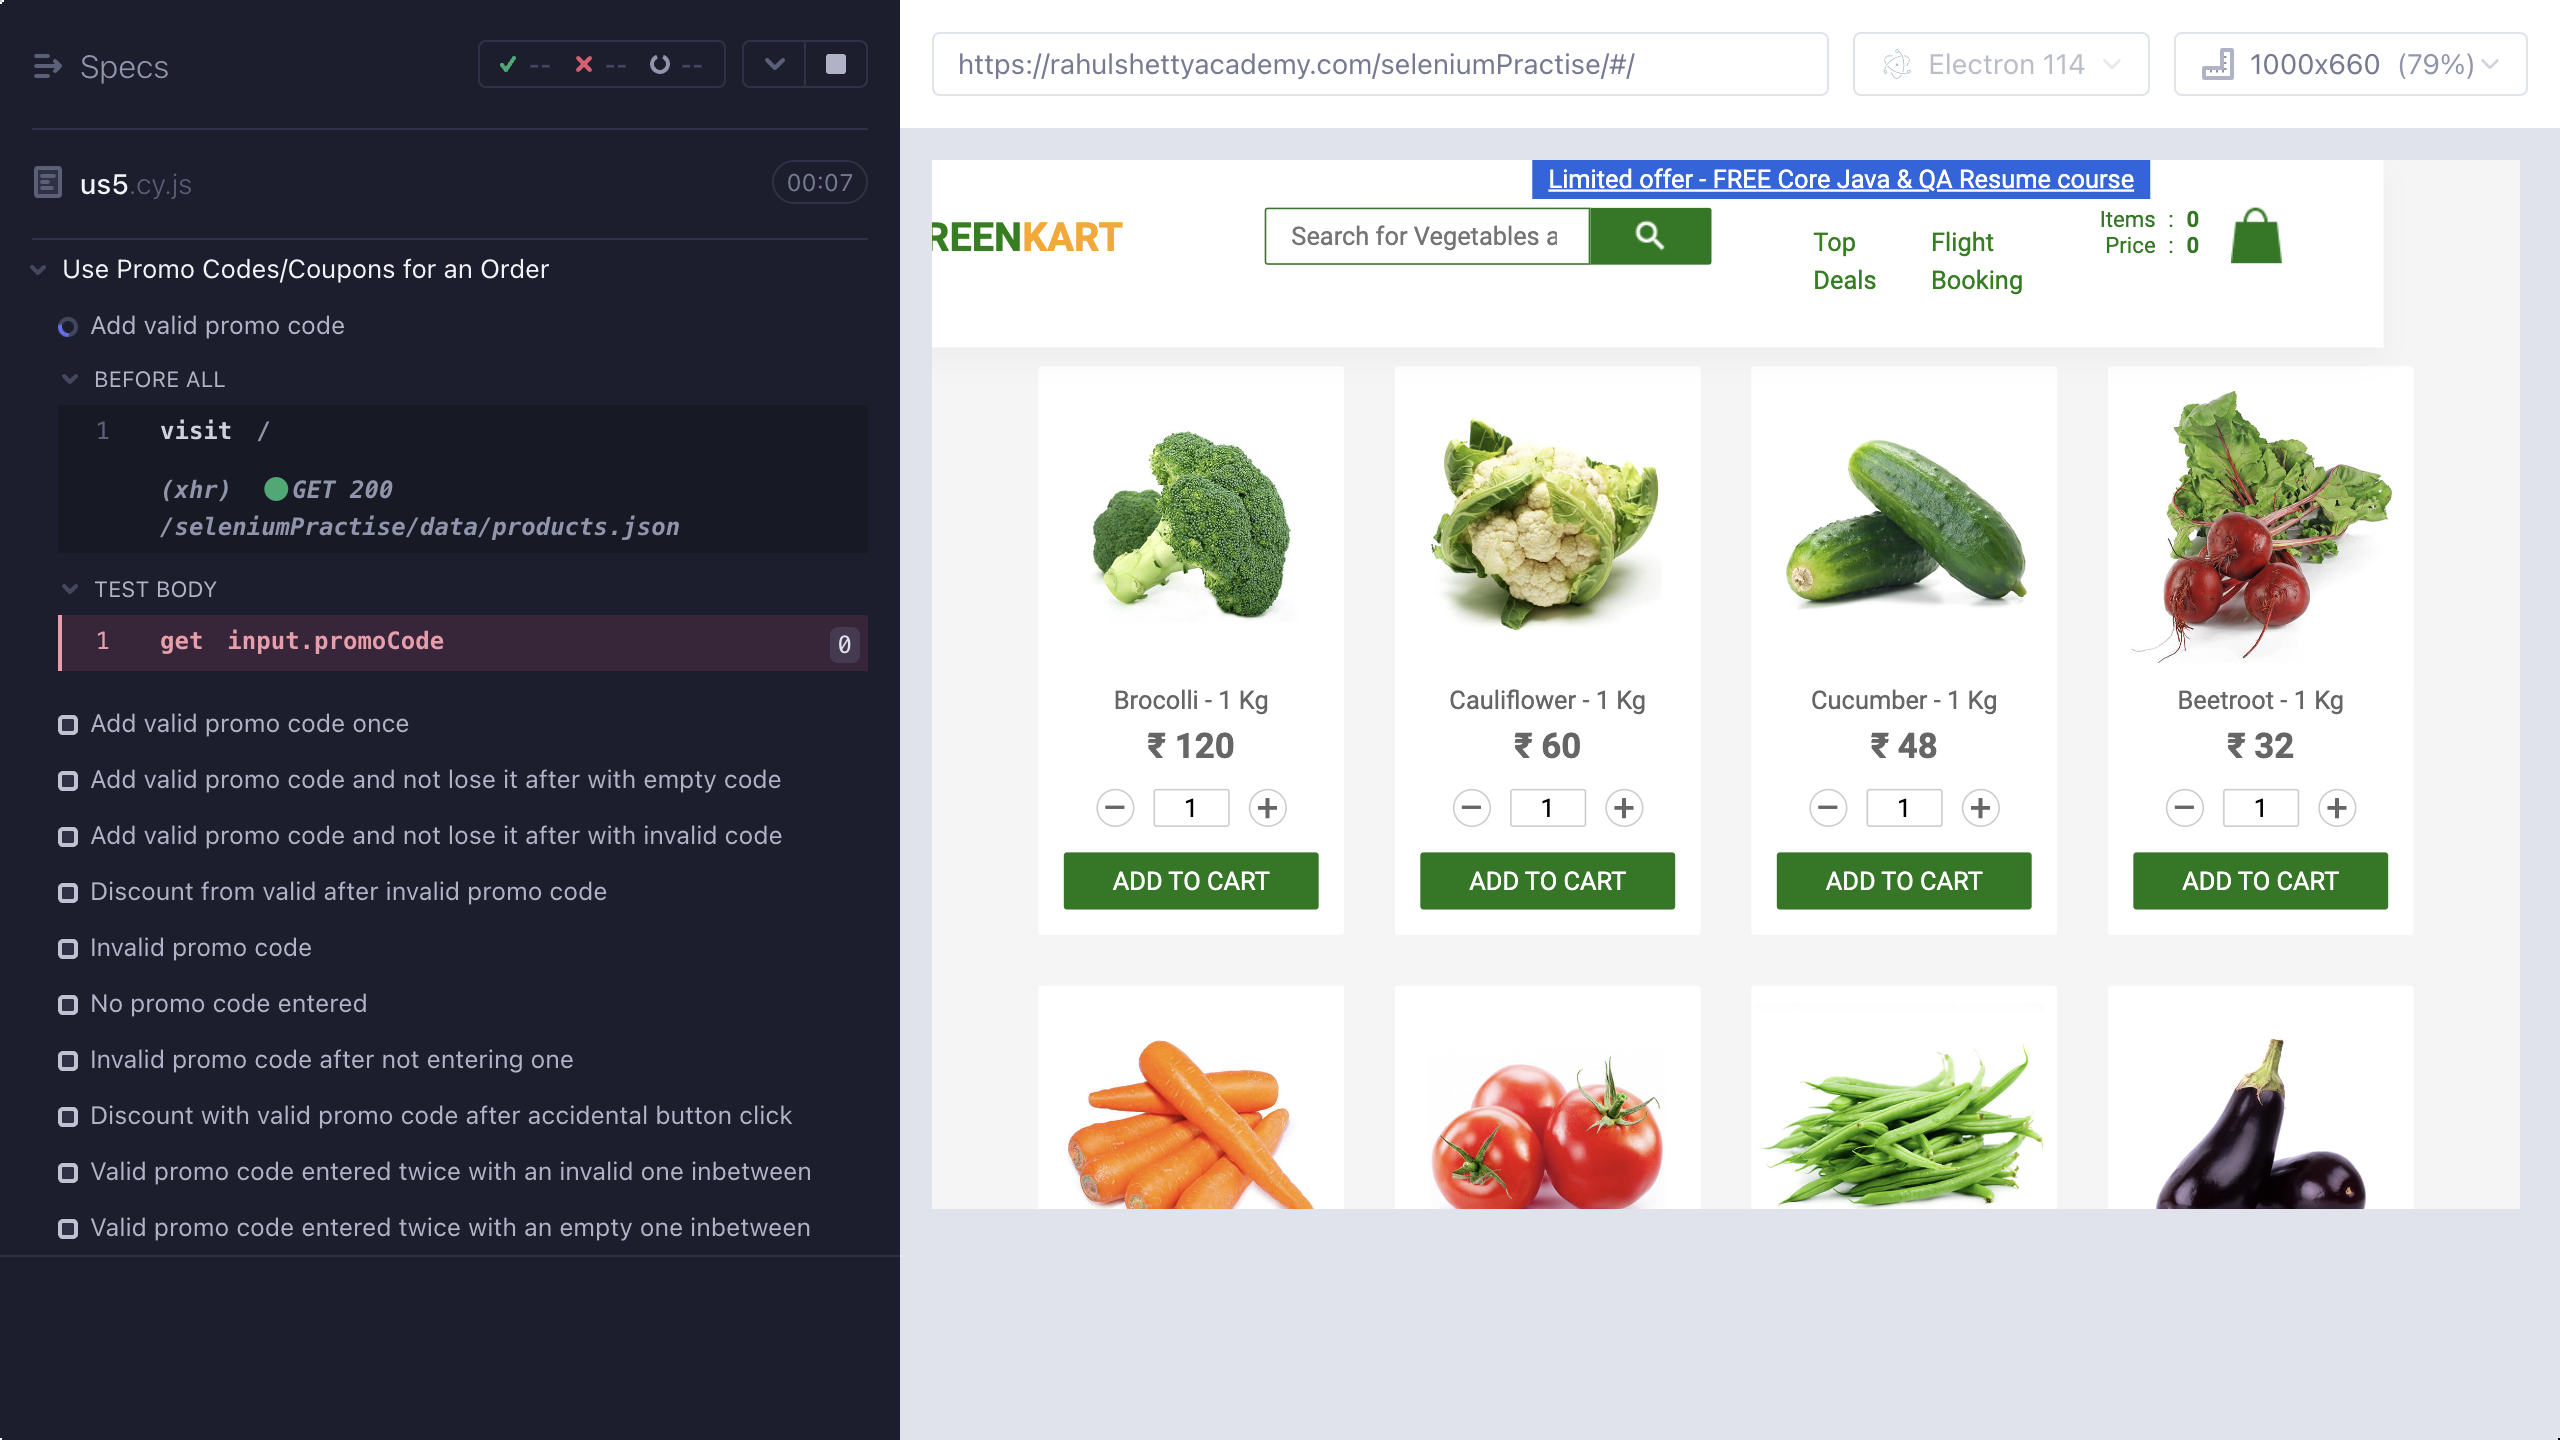 Specs
-- -- --
us5.cy.js
00:07
Use Promo Codes/Coupons for an Order
Add valid promo code
BEFORE ALL
1 visit /
(xhr) GET 200
/seleniumPractise/data/products.json
TEST BODY
1 get input.promoCode 0
Add valid promo code once
Add valid promo code and not lose it after with empty code
Add valid promo code and not lose it after with invalid code
Discount from valid after invalid promo code
Invalid promo code
No promo code entered
Invalid promo code after not entering one
Discount with valid promo code after accidental button click
Valid promo code entered twice with an invalid one inbetween
Valid promo code entered twice with an empty one inbetween
https://rahulshettyacademy.com/seleniumPractise/#/
Electron 114
1000x660 (79%)
Limited offer - FREE Core Java & QA Resume course
REENKART
Search for Vegetables a
Top Deals
Flight Booking
Items : 0
Price : 0
Brocolli - 1 Kg
₹ 120
1
ADD TO CART
Cauliflower - 1 Kg
₹ 60
1
ADD TO CART
Cucumber - 1 Kg
₹ 48
1
ADD TO CART
Beetroot - 1 Kg
₹ 32
1
ADD TO CART